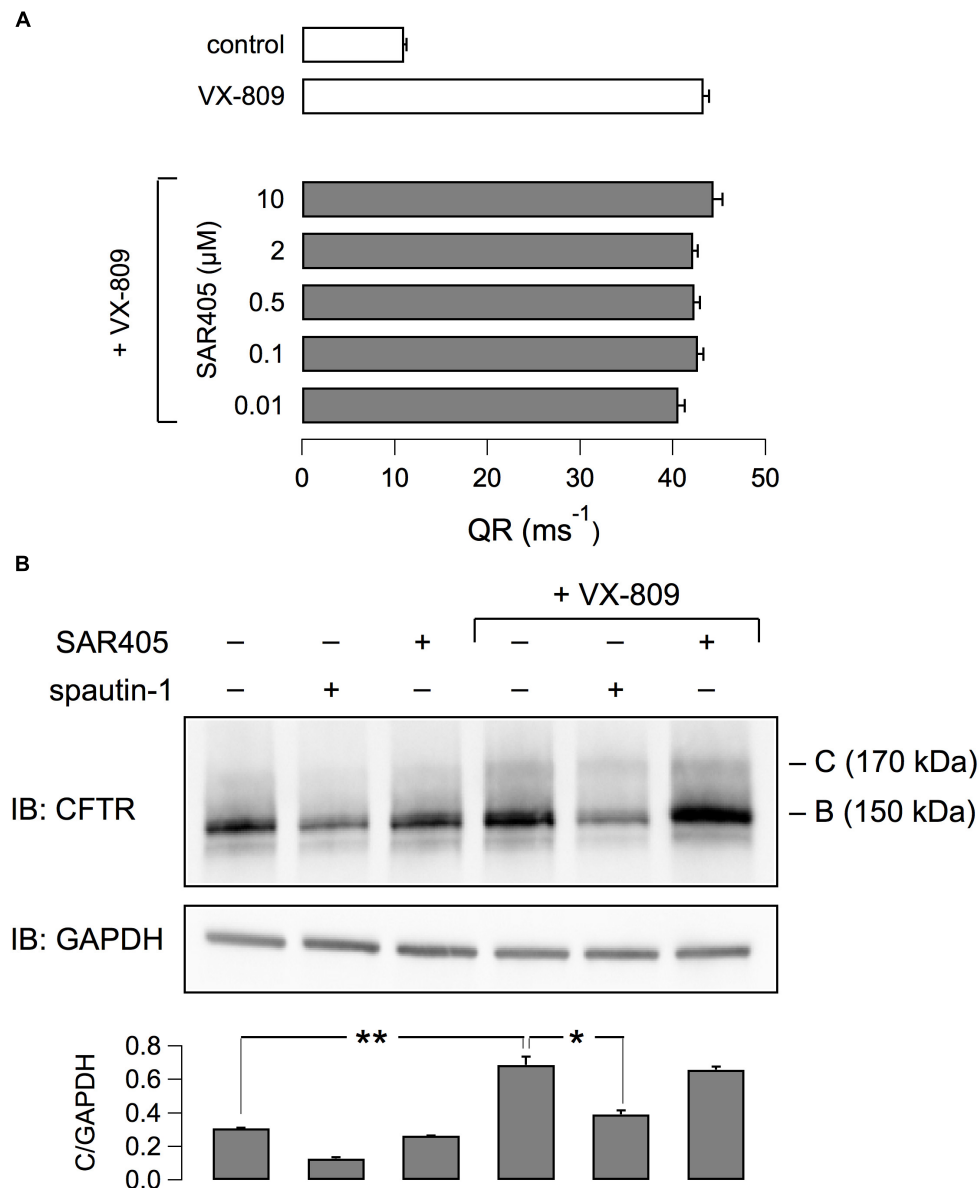 A
control
VX-809
+ VX-809
SAR405 (µM)
10
2
0.5
0.1
0.01
0 10 20 30 40 50
QR (ms-1)
B
+ VX-809
SAR405 – – + – – +
spautin-1 – + – – + –
IB: CFTR
– C (170 kDa)
– B (150 kDa)
IB: GAPDH
C/GAPDH
0.8
0.6
0.4
0.2
0.0
** *